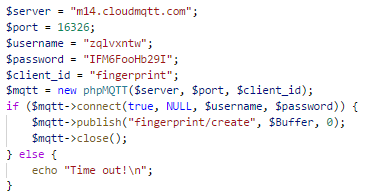 $server = "m14.cloudmqtt.com";
$port = 16326;
$username = "zqlvxntw";
$password = "IFM6FooHb29I";
$client_id = "fingerprint";
$mqtt = new phpMQTT($server, $port, $client_id);
if ($mqtt->connect(true, NULL, $username, $password)) {
    $mqtt->publish("fingerprint/create", $Buffer, 0);
    $mqtt->close();
} else {
    echo "Time out!\n";
}